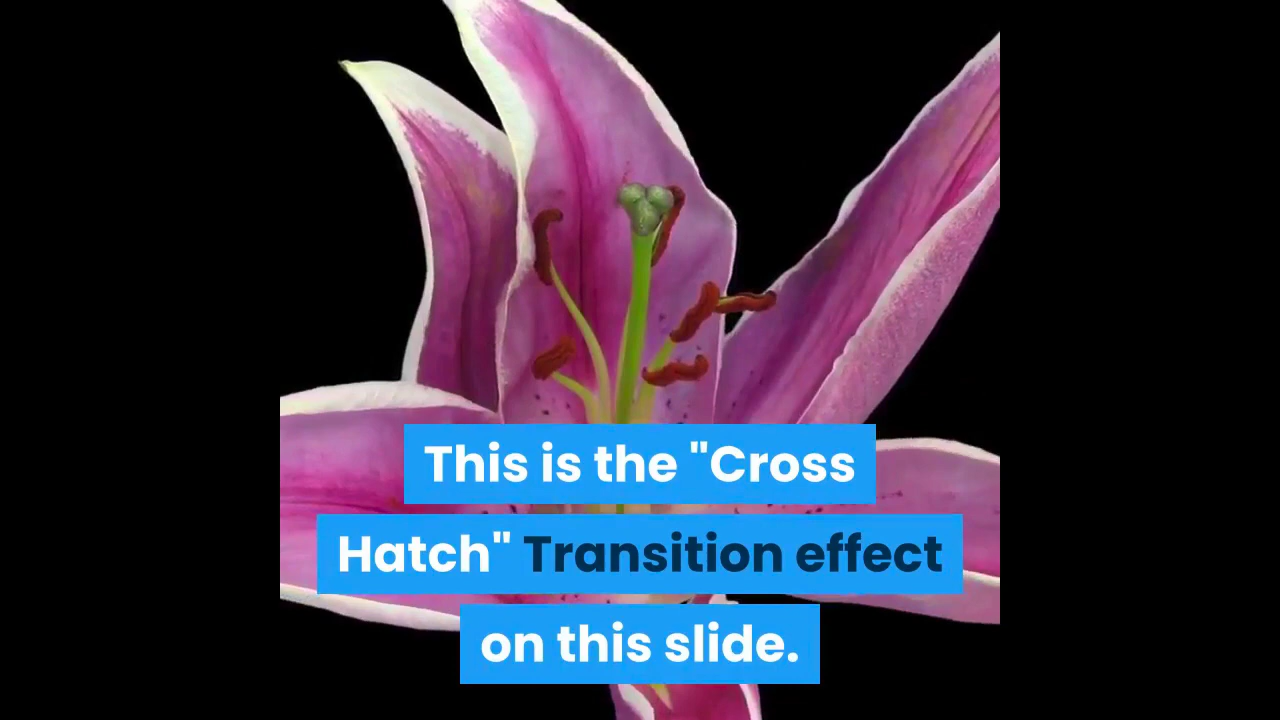 This is the "Cross
Hatch" Transition effect
on this slide.